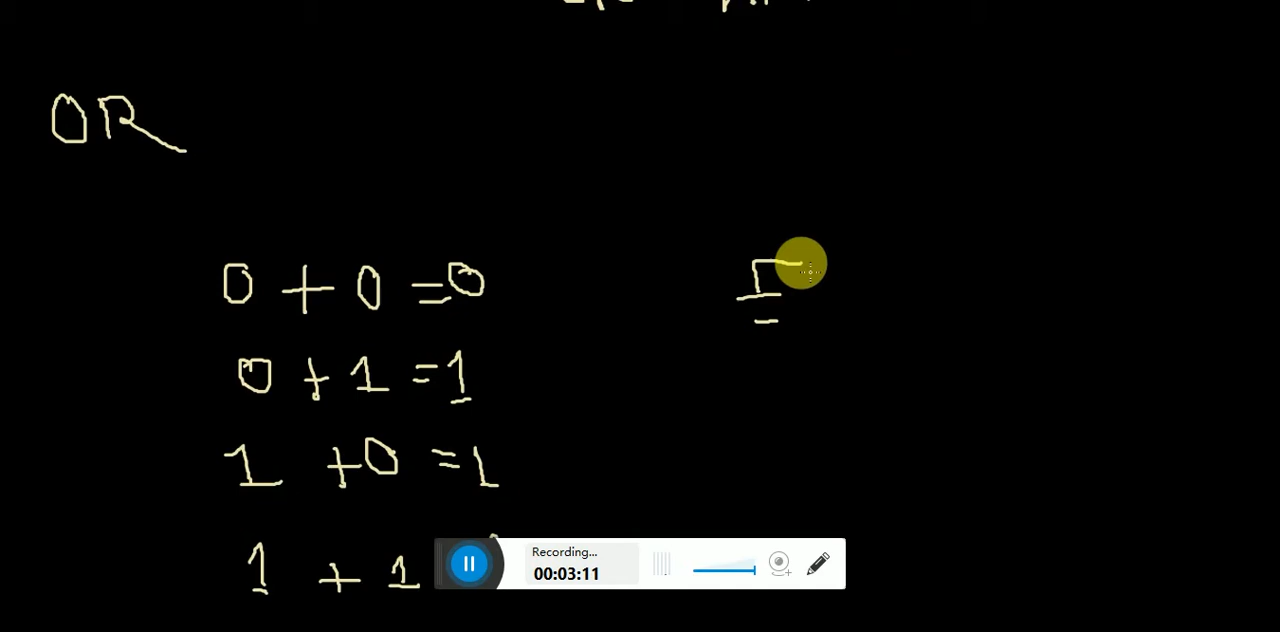 OR
0 + 0 = 0
0 + 1 = 1
1 + 0 = 1
1 + 1
Recording...
00:03:11